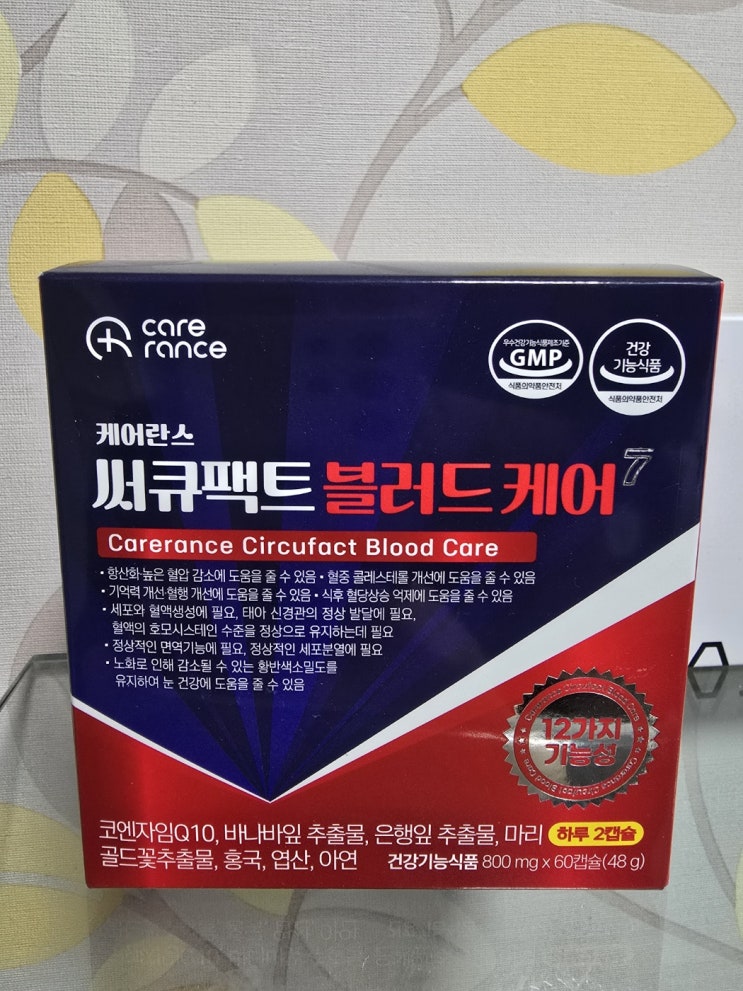 care
rance
우수건강기능식품제조기준
GMP
식품의약품안전처
건강
기능식품
식품의약품안전처
케어란스
써큐팩트 블러드 케어 7
Carerance Circufact Blood Care
• 항산화·높은 혈압 감소에 도움을 줄 수 있음 • 혈중 콜레스테롤 개선에 도움을 줄 수 있음
• 기억력 개선·혈행 개선에 도움을 줄 수 있음 • 식후 혈당상승 억제에 도움을 줄 수 있음
• 세포와 혈액생성에 필요, 태아 신경관의 정상 발달에 필요,
혈액의 호모시스테인 수준을 정상으로 유지하는데 필요
• 정상적인 면역기능에 필요, 정상적인 세포분열에 필요
• 노화로 인해 감소될 수 있는 황반색소밀도를
유지하여 눈 건강에 도움을 줄 수 있음
12가지
기능성
코엔자임Q10, 바나바잎 추출물, 은행잎 추출물, 마리 하루 2캡슐
골드꽃추출물, 홍국, 엽산, 아연 건강기능식품 800 mg x 60캡슐(48 g)